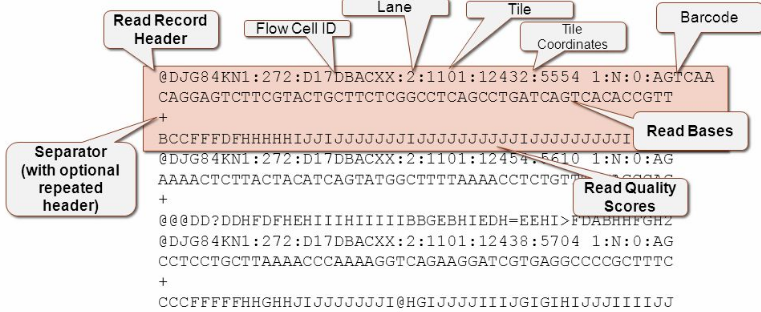 Lane
Tile
Barcode
Read Record
Header
Flow Cell ID
Tile
Coordinates
@DJG84KN1:272:D17DBACXX:2:1101:12432:5554 1:N:0:AGTCAA
CAGGAGTCTTCGTACTGCTTCTCGGCCTCAGCCTGATCAGTCACACCGTT
+
BCCFFFDFHHHHHIJJIJJJJJJJIJJJJJJJJJJIJJJJJJJJJI
Read Bases
Separator
(with optional
repeated
header)
@DJG84KN1:272:D17DBACXX:2:1101:12454:5610 1:N:0:AG
AAAACTCTTACTACATCAGTATGGCTTTTAAAACCTCTGTT
Read Quality
Scores
+
@@@DD?DDHFDFHEHIIIHIIIIIBBGEBHIEDH=EEHI>FDABHHFGH2
@DJG84KN1:272:D17DBACXX:2:1101:12438:5704 1:N:0:AG
CCTCCTGCTTAAAACCCAAAAGGTCAGAAGGATCGTGAGGCCCCGCTTTC
+
CCCFFFFFHHGHHJIJJJJJJJI@HGIJJJJIIIJGIGIHIJJJIIIIJJ